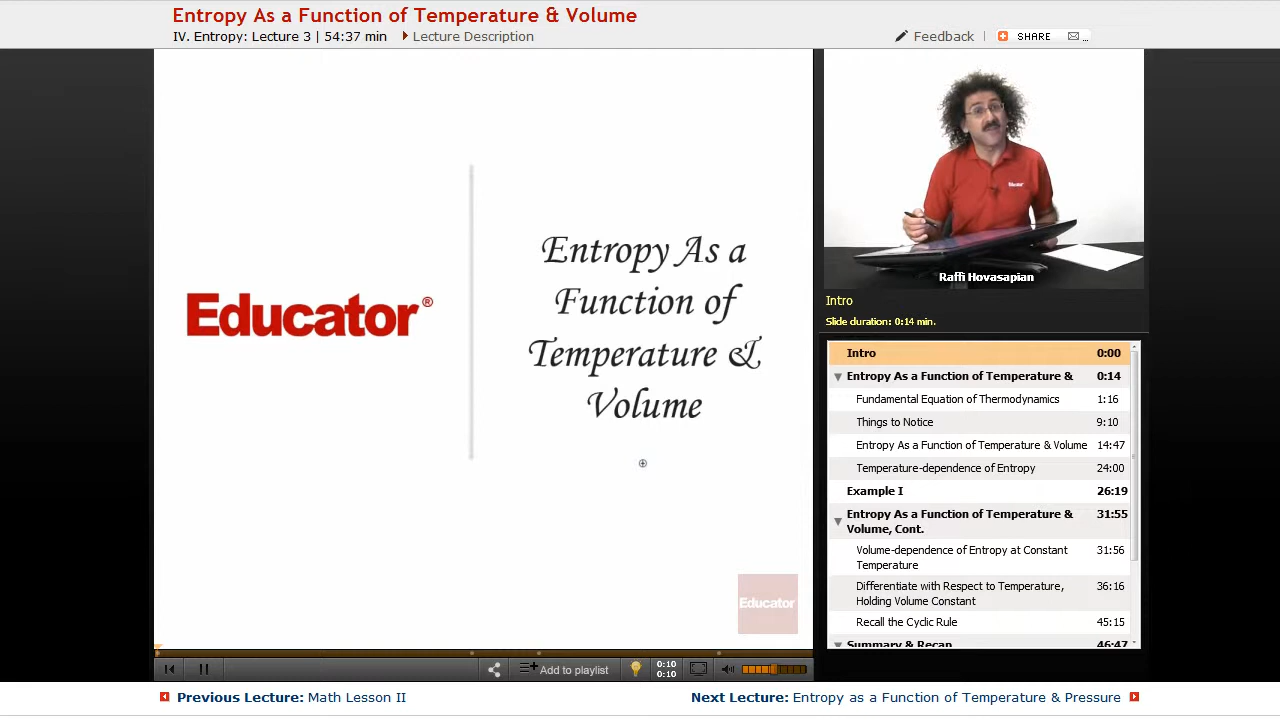 Entropy As a Function of Temperature & Volume
IV. Entropy: Lecture 3 | 54:37 min
Lecture Description
Feedback
SHARE
Educator®
Entropy As a
Function of
Temperature &
Volume
Educator
Raffi Hovasapian
Intro
Slide duration: 0:14 min.
Intro 0:00
Entropy As a Function of Temperature & 0:14
Fundamental Equation of Thermodynamics 1:16
Things to Notice 9:10
Entropy As a Function of Temperature & Volume 14:47
Temperature-dependence of Entropy 24:00
Example I 26:19
Entropy As a Function of Temperature & 31:55
Volume, Cont.
Volume-dependence of Entropy at Constant 31:56
Temperature
Differentiate with Respect to Temperature, 36:16
Holding Volume Constant
Recall the Cyclic Rule 45:15
Summary & Recap 46:47
Add to playlist
0:10
0:10
Previous Lecture: Math Lesson II
Next Lecture: Entropy as a Function of Temperature & Pressure